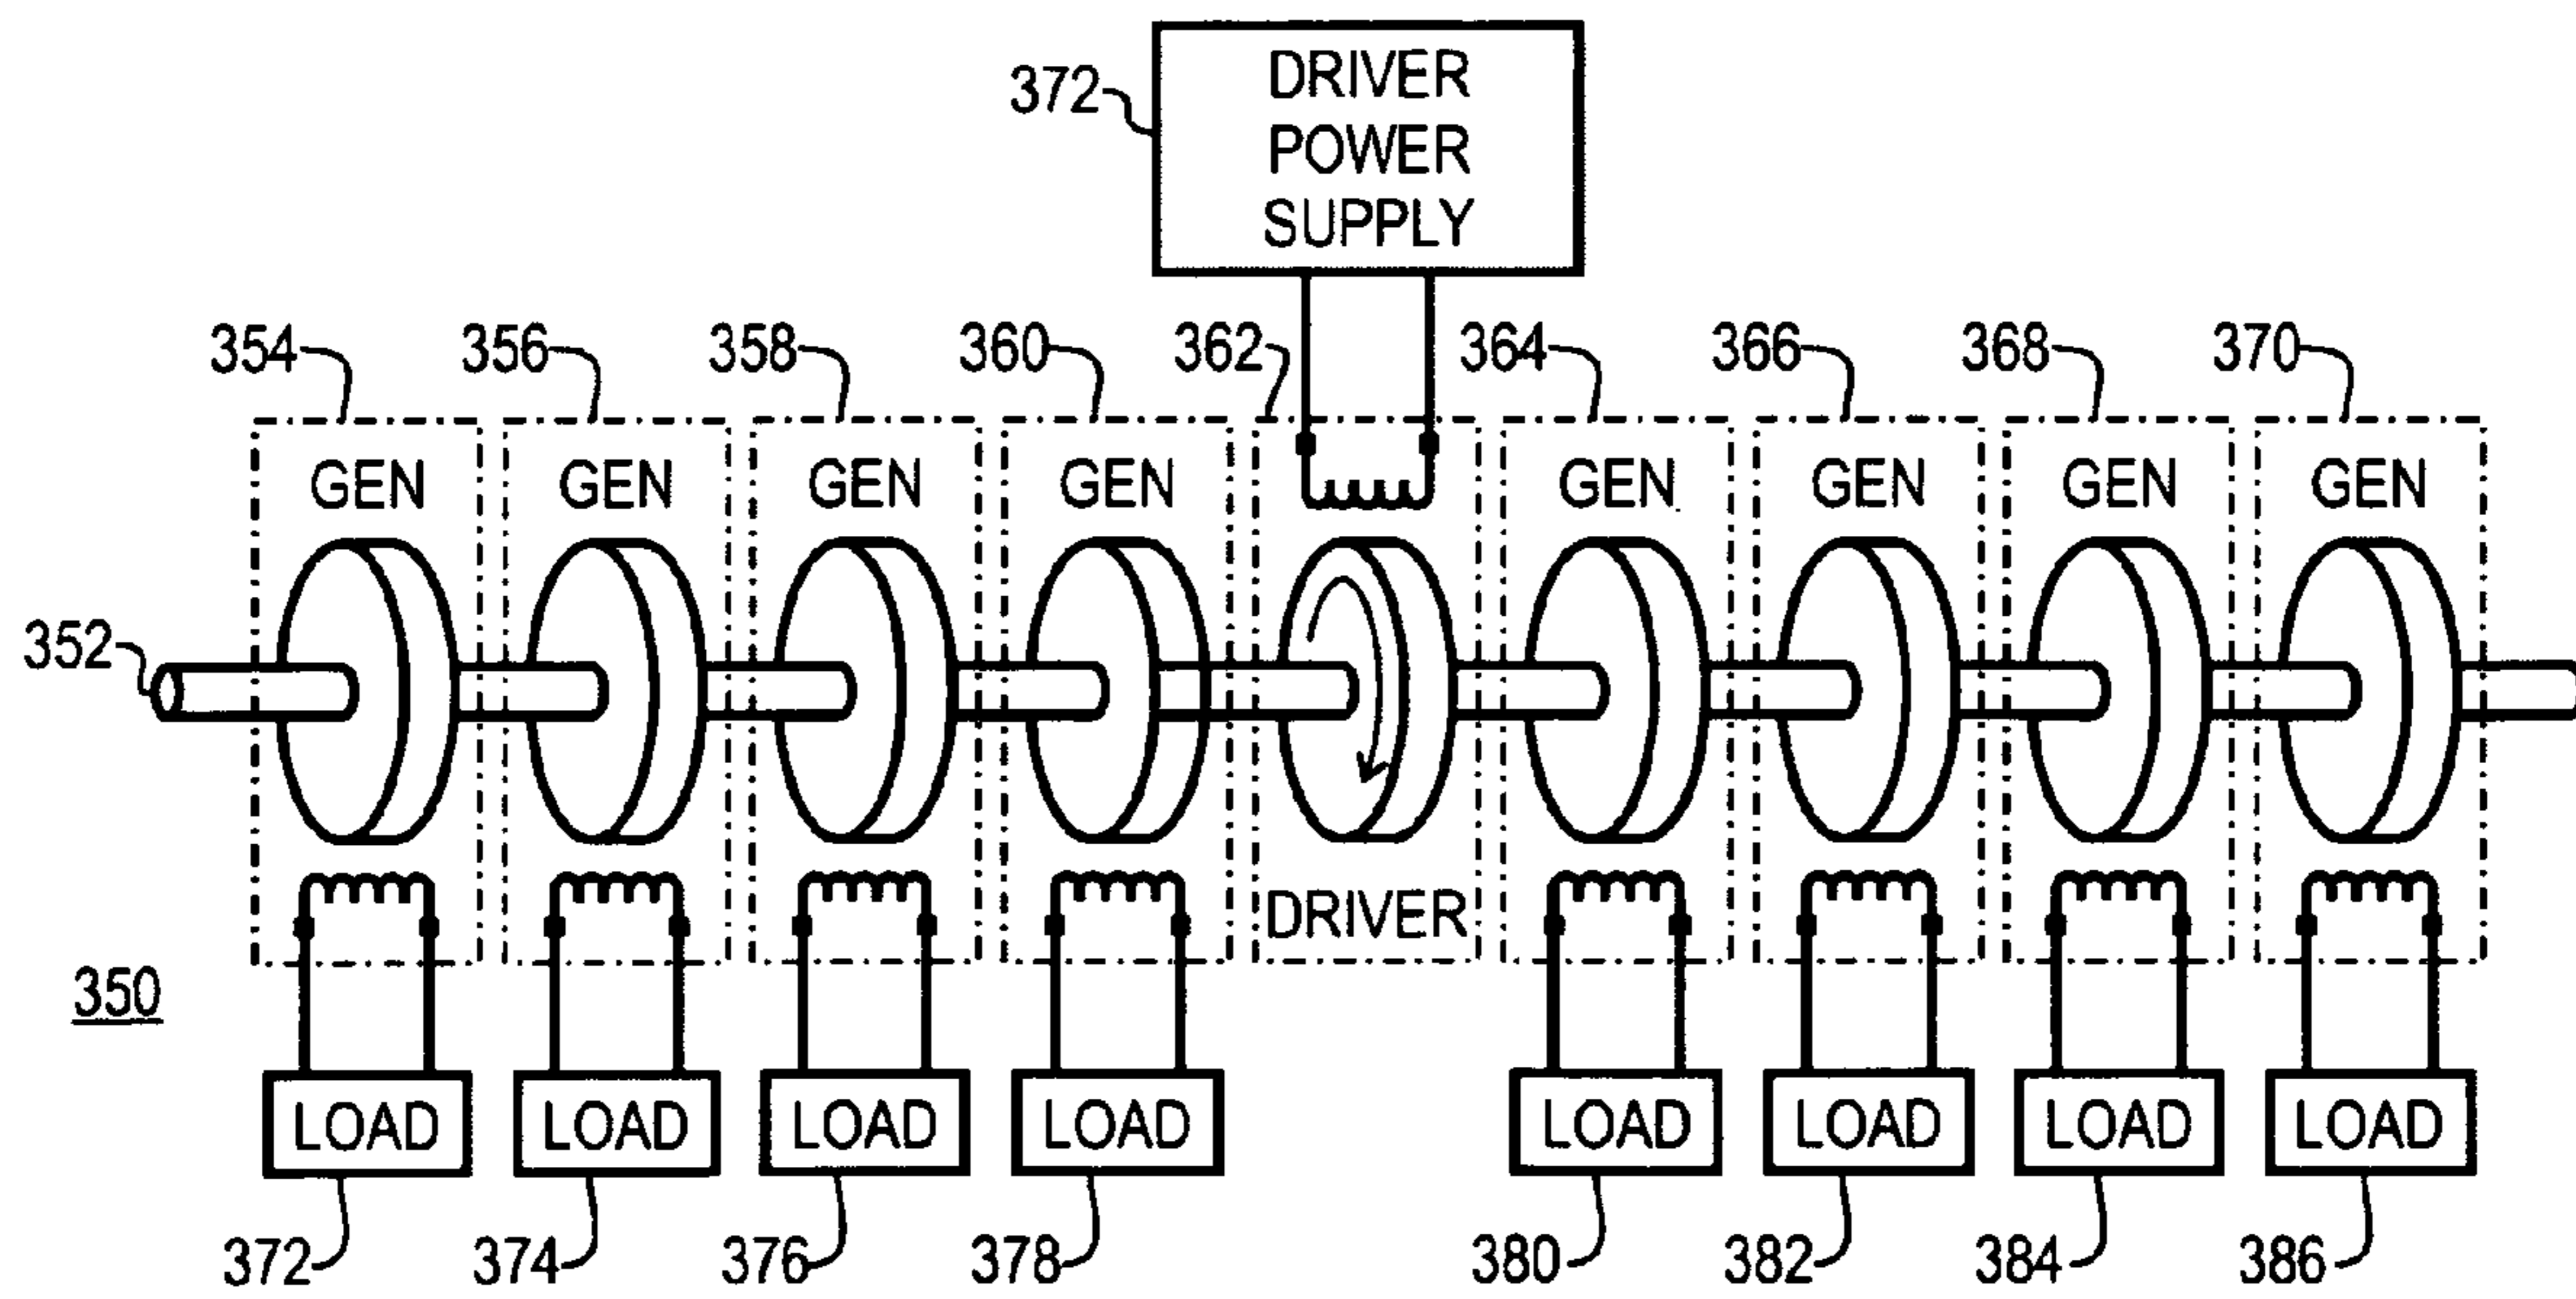 372
DRIVER
POWER
SUPPLY
354 356 358 360 362 364 366 368 370
GEN GEN GEN GEN GEN GEN GEN GEN
352
DRIVER
350
LOAD LOAD LOAD LOAD LOAD LOAD LOAD LOAD
372 374 376 378 380 382 384 386